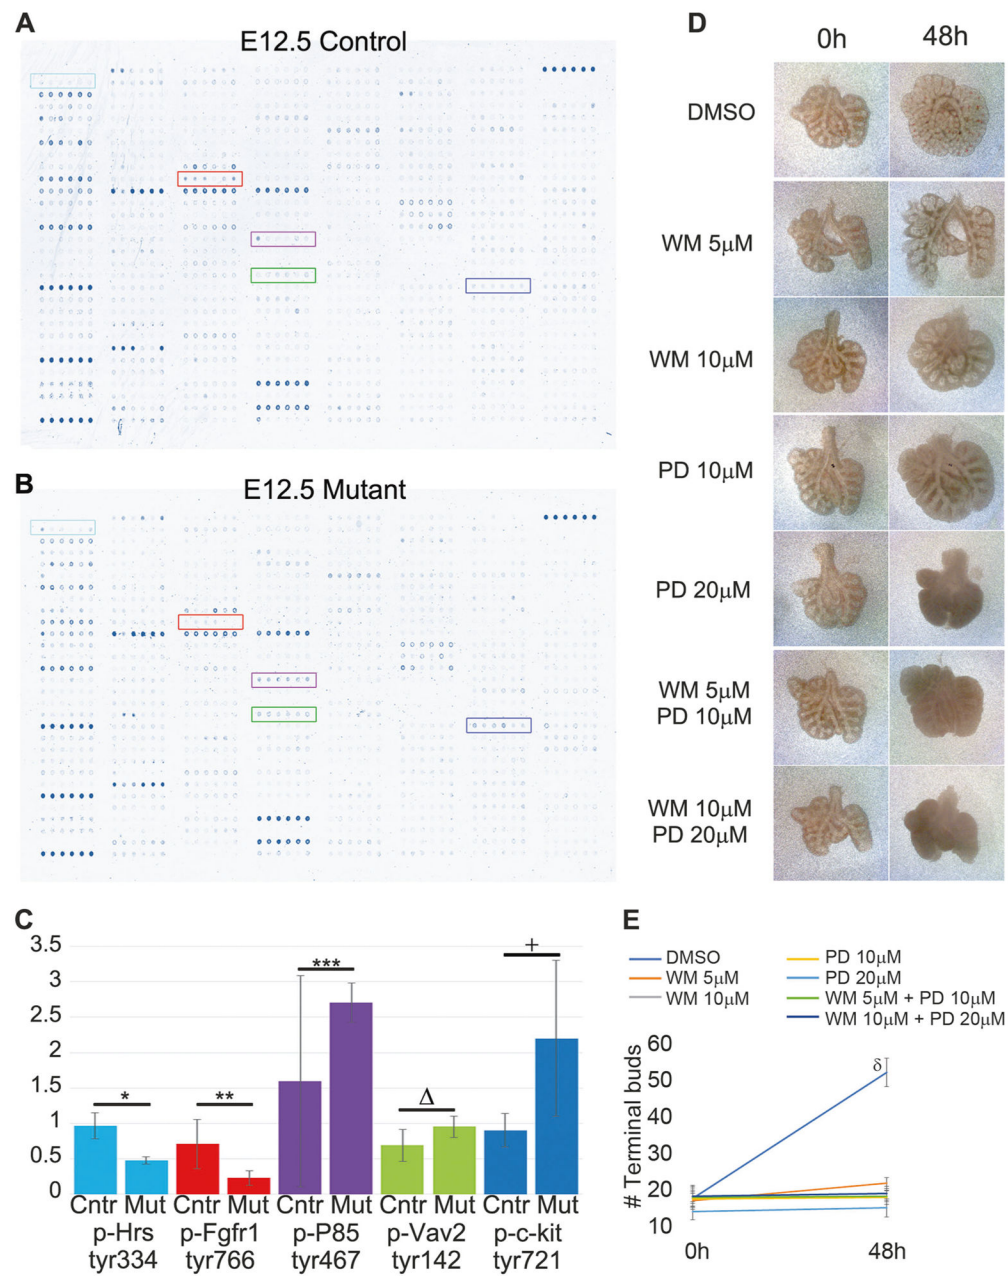 A
E12.5 Control
B
E12.5 Mutant
C
3.5
3
2.5
2
1.5
1
0.5
0
*
**
***
Δ
+
Cntr Mut Cntr Mut Cntr Mut Cntr Mut Cntr Mut
p-Hrs p-Fgfr1 p-P85 p-Vav2 p-c-kit
tyr334 tyr766 tyr467 tyr142 tyr721
D
0h 48h
DMSO
WM 5μM
WM 10μM
PD 10μM
PD 20μM
WM 5μM
PD 10μM
WM 10μM
PD 20μM
E
DMSO
WM 5μM
WM 10μM
PD 10μM
PD 20μM
WM 5μM + PD 10μM
WM 10μM + PD 20μM
# Terminal buds
60
50
40
30
20
10
δ
0h 48h